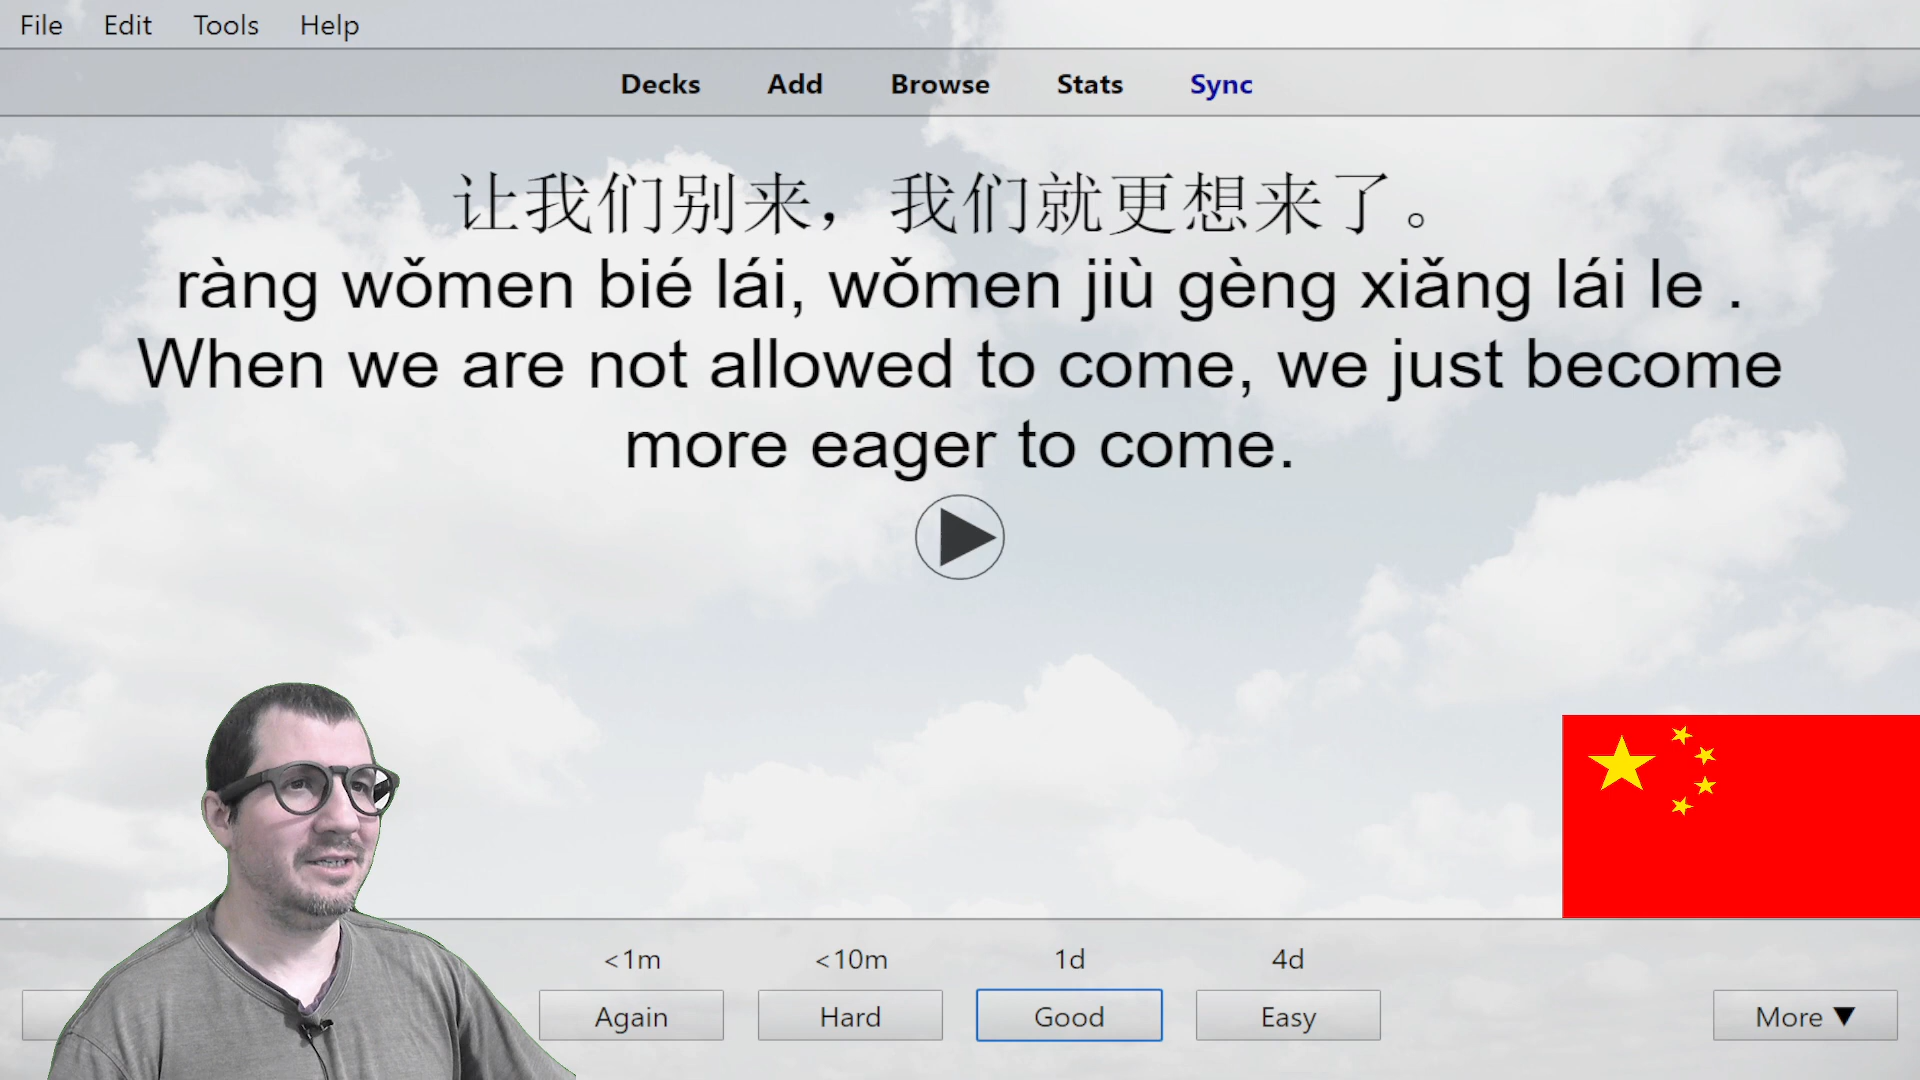 File Edit Tools Help
Decks Add Browse Stats Sync
让我们别来，我们就更想来了。
ràng wǒmen bié lái, wǒmen jiù gèng xiǎng lái le .
When we are not allowed to come, we just become
more eager to come.
<1m <10m 1d 4d
Again Hard Good Easy More ▼